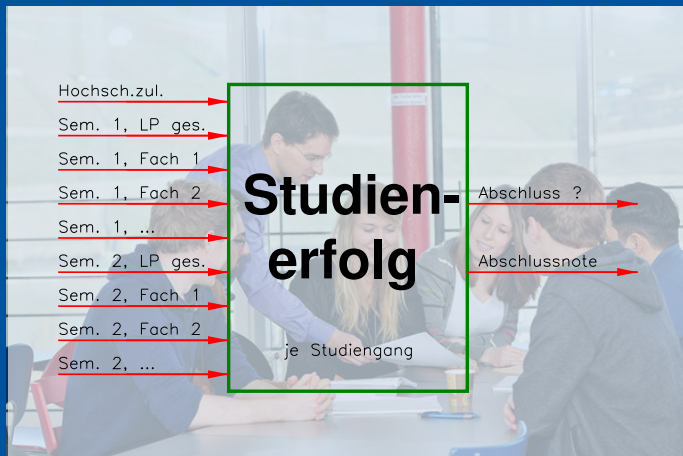 Hochsch.zul.
Sem. 1, LP ges.
Sem. 1, Fach 1
Sem. 1, Fach 2
Sem. 1, ...
Sem. 2, LP ges.
Sem. 2, Fach 1
Sem. 2, Fach 2
Sem. 2, ...
Studien-
erfolg
je Studiengang
Abschluss ?
Abschlussnote